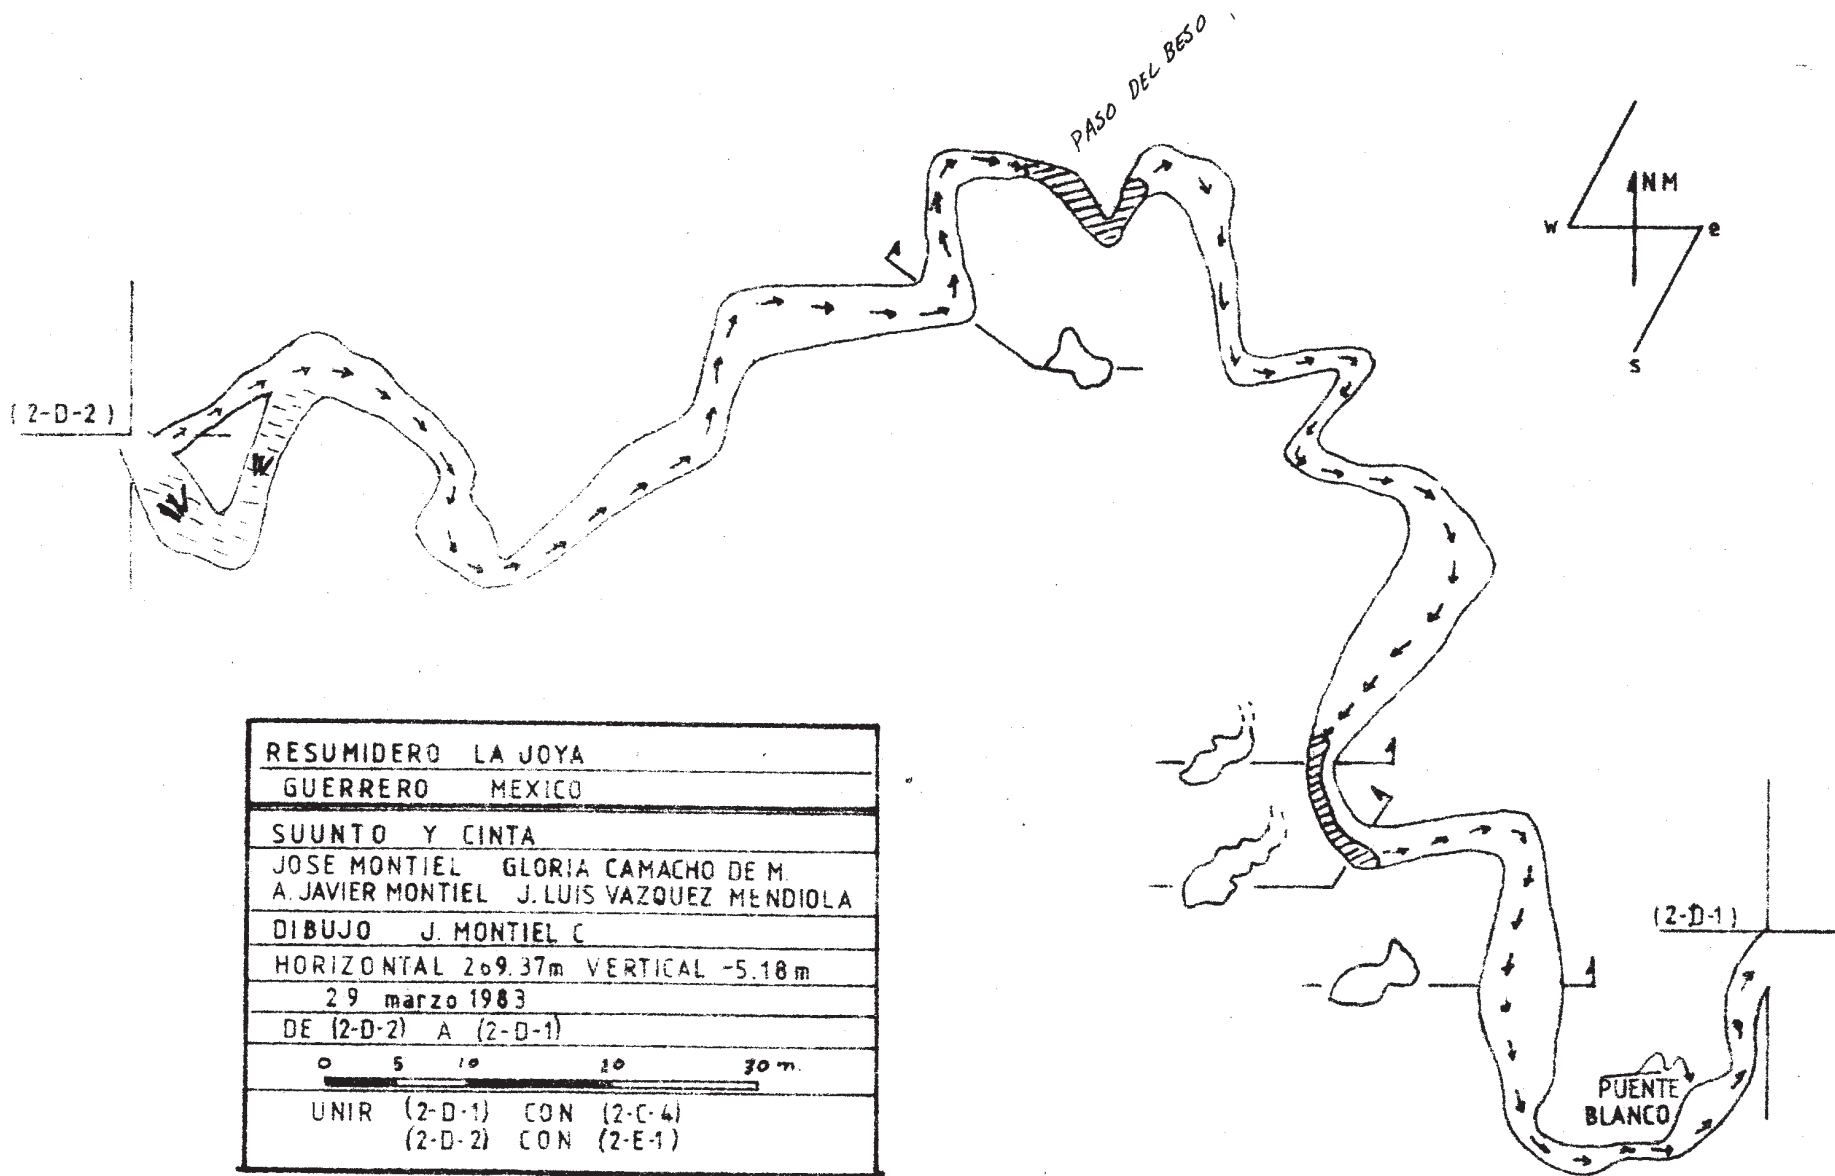 PASO DEL BESO
NM
W e
s
(2-D-2)
(2-D-1)
PUENTE
BLANCO
RESUMIDERO LA JOYA
GUERRERO MEXICO
SUUNTO Y CINTA
JOSE MONTIEL GLORIA CAMACHO DE M.
A. JAVIER MONTIEL J. LUIS VAZQUEZ MENDIOLA
DIBUJO J. MONTIEL C
HORIZONTAL 269.37m VERTICAL -5.18m
29 marzo 1983
DE (2-D-2) A (2-D-1)
0 5 10 20 30 m.
UNIR (2-D-1) CON (2-C-4)
(2-D-2) CON (2-E-1)